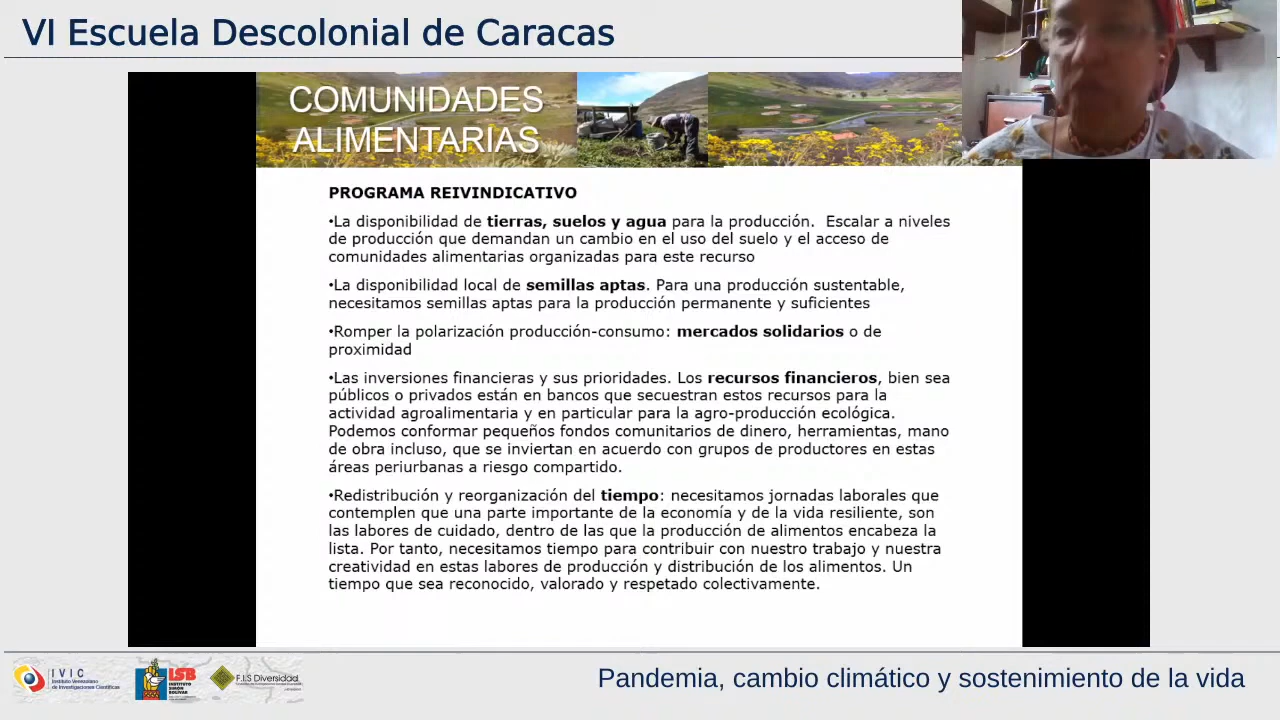 VI Escuela Descolonial de Caracas
COMUNIDADES
ALIMENTARIAS
PROGRAMA REIVINDICATIVO
•La disponibilidad de tierras, suelos y agua para la producción.  Escalar a niveles
de producción que demandan un cambio en el uso del suelo y el acceso de
comunidades alimentarias organizadas para este recurso
•La disponibilidad local de semillas aptas. Para una producción sustentable,
necesitamos semillas aptas para la producción permanente y suficientes
•Romper la polarización producción-consumo: mercados solidarios o de
proximidad
•Las inversiones financieras y sus prioridades. Los recursos financieros, bien sea
públicos o privados están en bancos que secuestran estos recursos para la
actividad agroalimentaria y en particular para la agro-producción ecológica.
Podemos conformar pequeños fondos comunitarios de dinero, herramientas, mano
de obra incluso, que se inviertan en acuerdo con grupos de productores en estas
áreas periurbanas a riesgo compartido.
•Redistribución y reorganización del tiempo: necesitamos jornadas laborales que
contemplen que una parte importante de la economía y de la vida resiliente, son
las labores de cuidado, dentro de las que la producción de alimentos encabeza la
lista. Por tanto, necesitamos tiempo para contribuir con nuestro trabajo y nuestra
creatividad en estas labores de producción y distribución de los alimentos. Un
tiempo que sea reconocido, valorado y respetado colectivamente.
IVIC
Instituto Venezolano
de Investigaciones Científicas
ISB
INSTITUTO
SIMÓN
BOLÍVAR
F.I.S Diversidad
Pandemia, cambio climático y sostenimiento de la vida